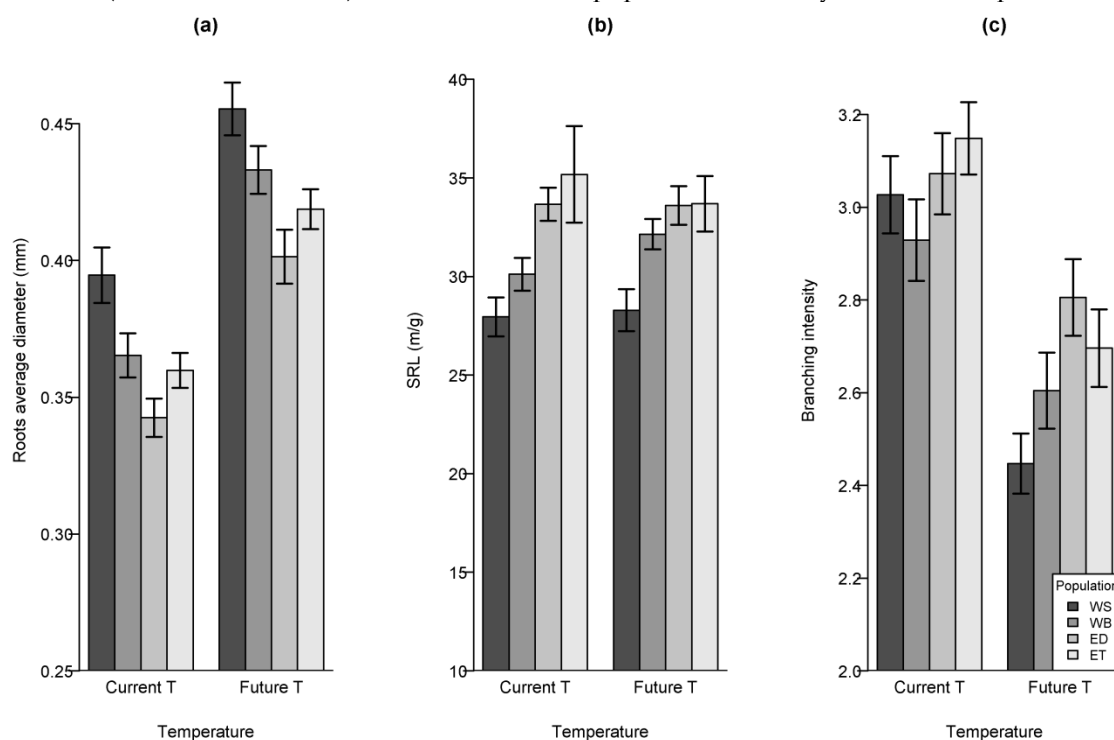 (a)
(b)
(c)
Roots average diameter (mm)
0.45
0.40
0.35
0.30
0.25
Current T
Future T
Temperature
SRL (m/g)
40
35
30
25
20
15
10
Current T
Future T
Temperature
Branching intensity
3.2
3.0
2.8
2.6
2.4
2.2
2.0
Population
WS
WB
ED
ET
Current T
Future T
Temperature